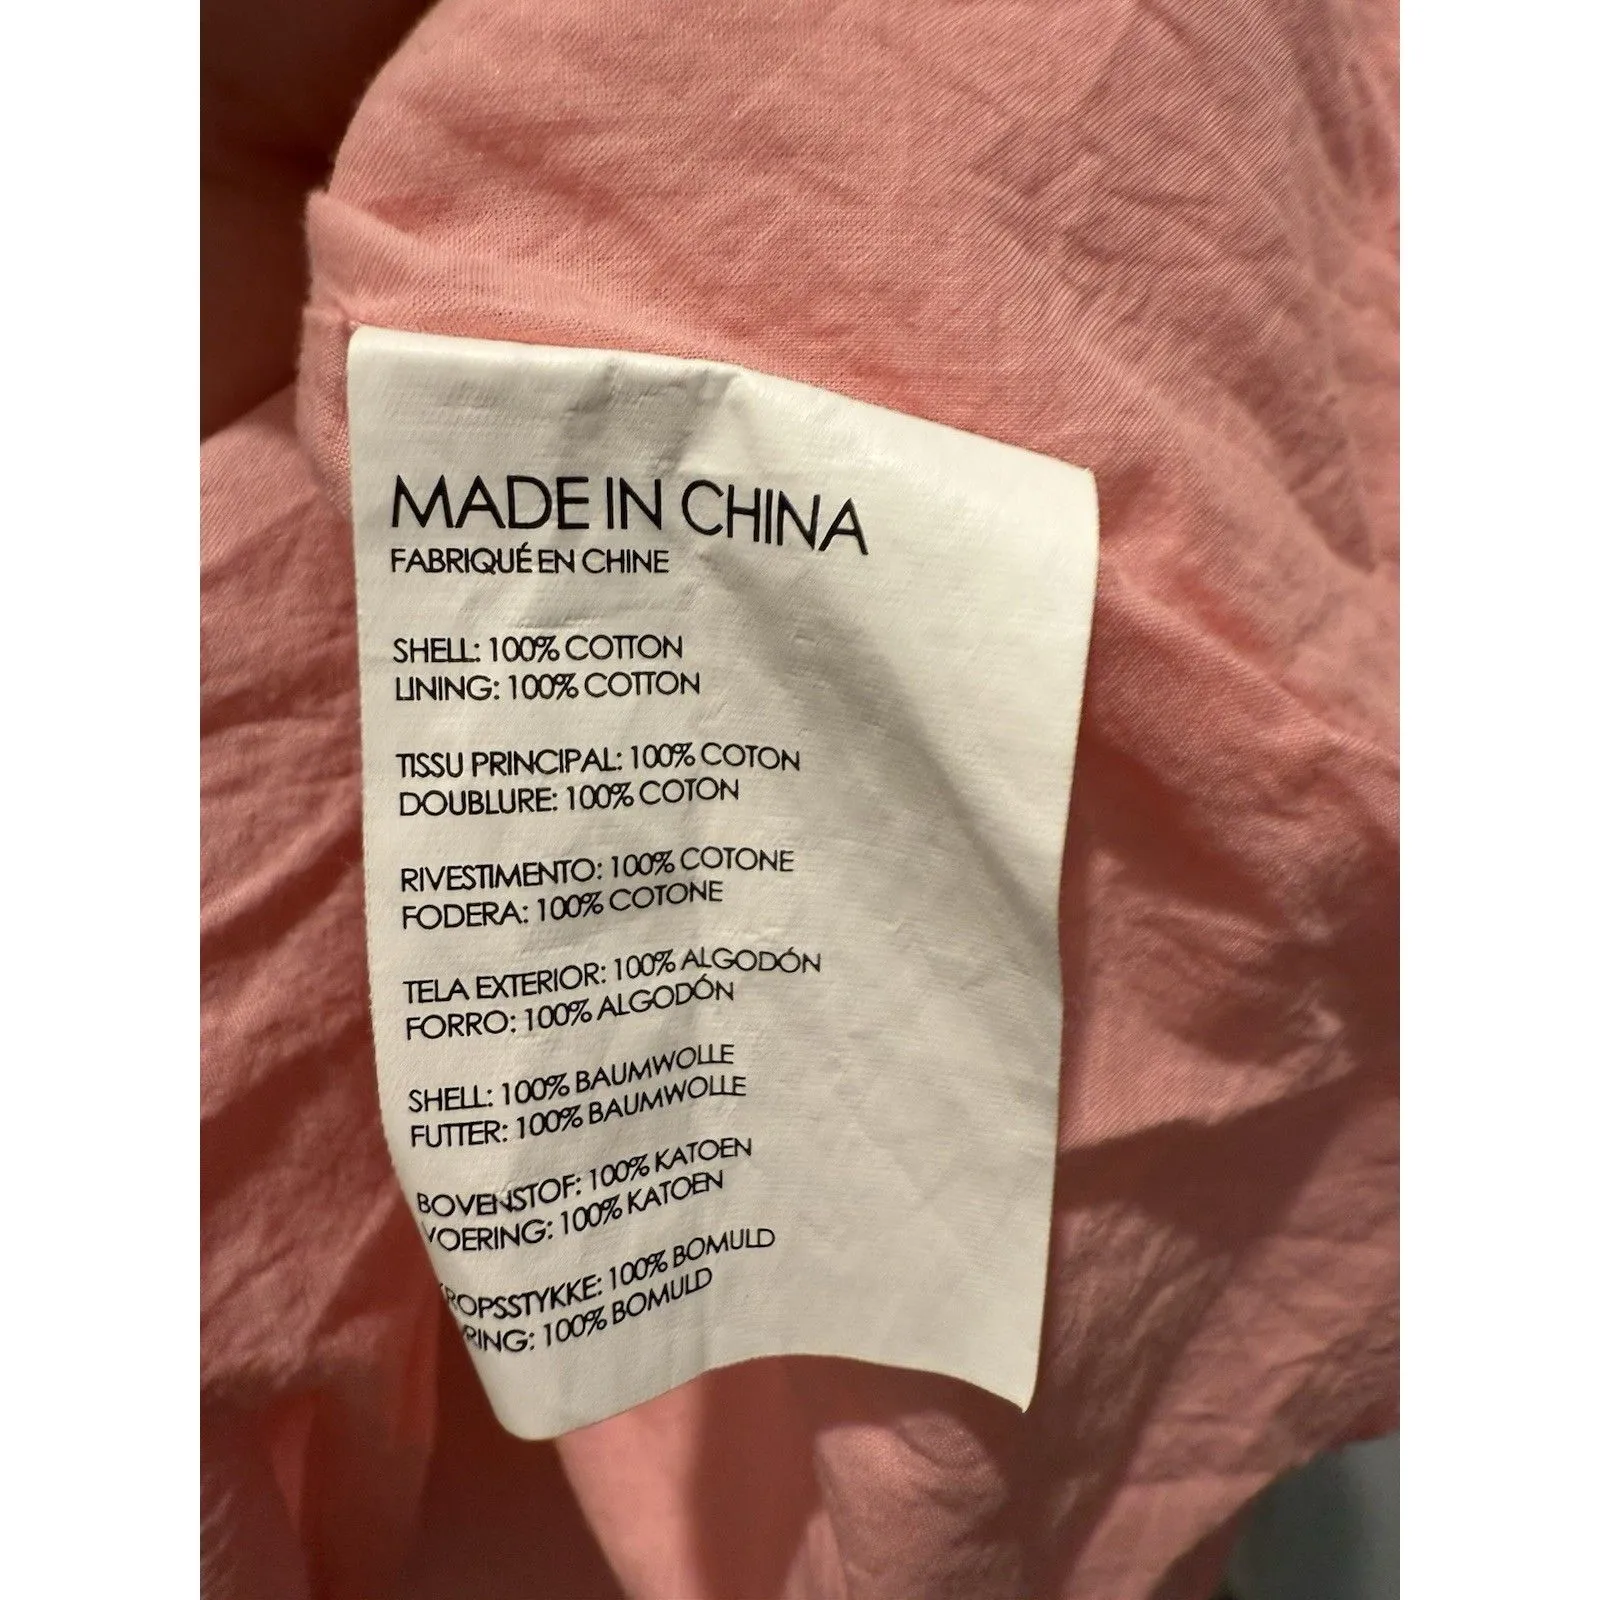 MADE IN CHINA
FABRIQUÉ EN CHINE
SHELL: 100% COTTON
LINING: 100% COTTON
TISSU PRINCIPAL: 100% COTON
DOUBLURE: 100% COTON
RIVESTIMENTO: 100% COTONE
FODERA: 100% COTONE
TELA EXTERIOR: 100% ALGODÓN
FORRO: 100% ALGODÓN
SHELL: 100% BAUMWOLLE
FUTTER: 100% BAUMWOLLE
BOVENSTOF: 100% KATOEN
VOERING: 100% KATOEN
100% BOMULD
100% BOMULD